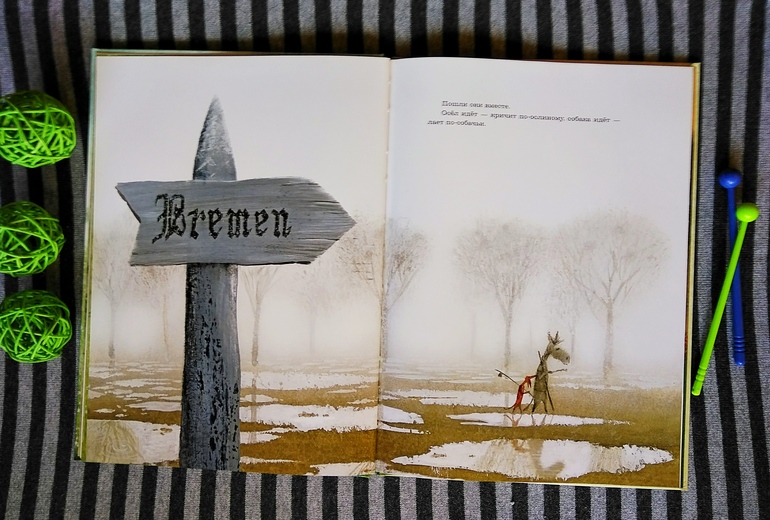 Bremen
Пошли они вместе.
Осёл идёт — кричит по-ослиному, собака идёт —
лает по-собачьи.